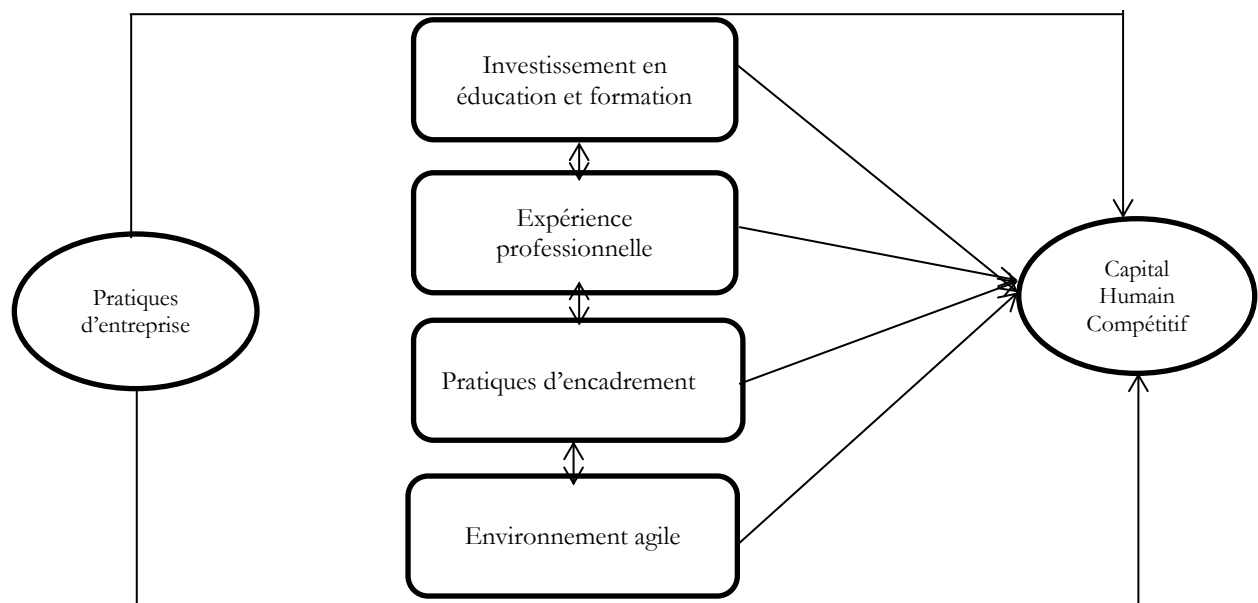 Investissement en
éducation et formation
Expérience
professionnelle
Pratiques
d’entreprise
Capital
Humain
Compétitif
Pratiques d’encadrement
Environnement agile